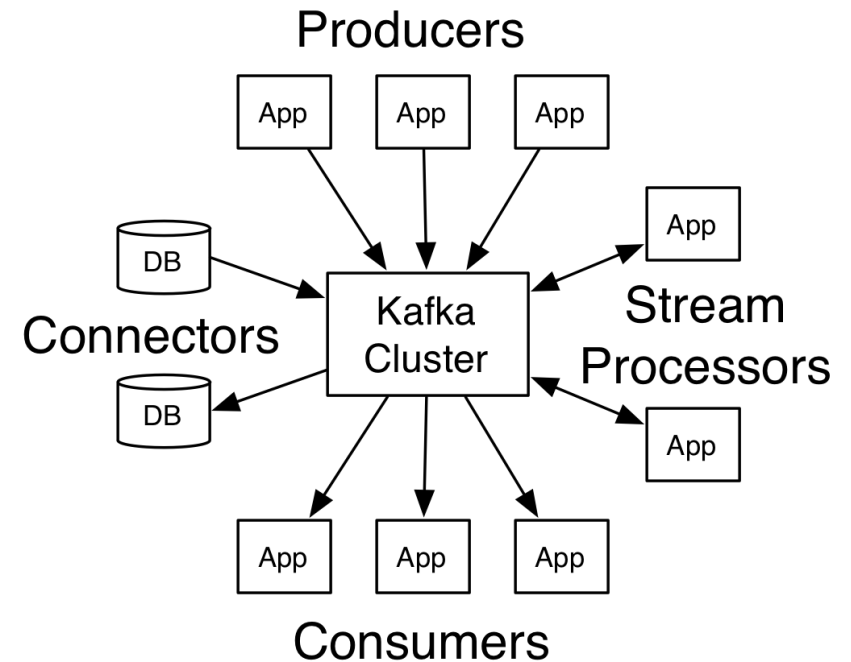 Producers
App
App
App
App
DB
Kafka
Cluster
Stream
Processors
Connectors
DB
App
App
App
App
Consumers